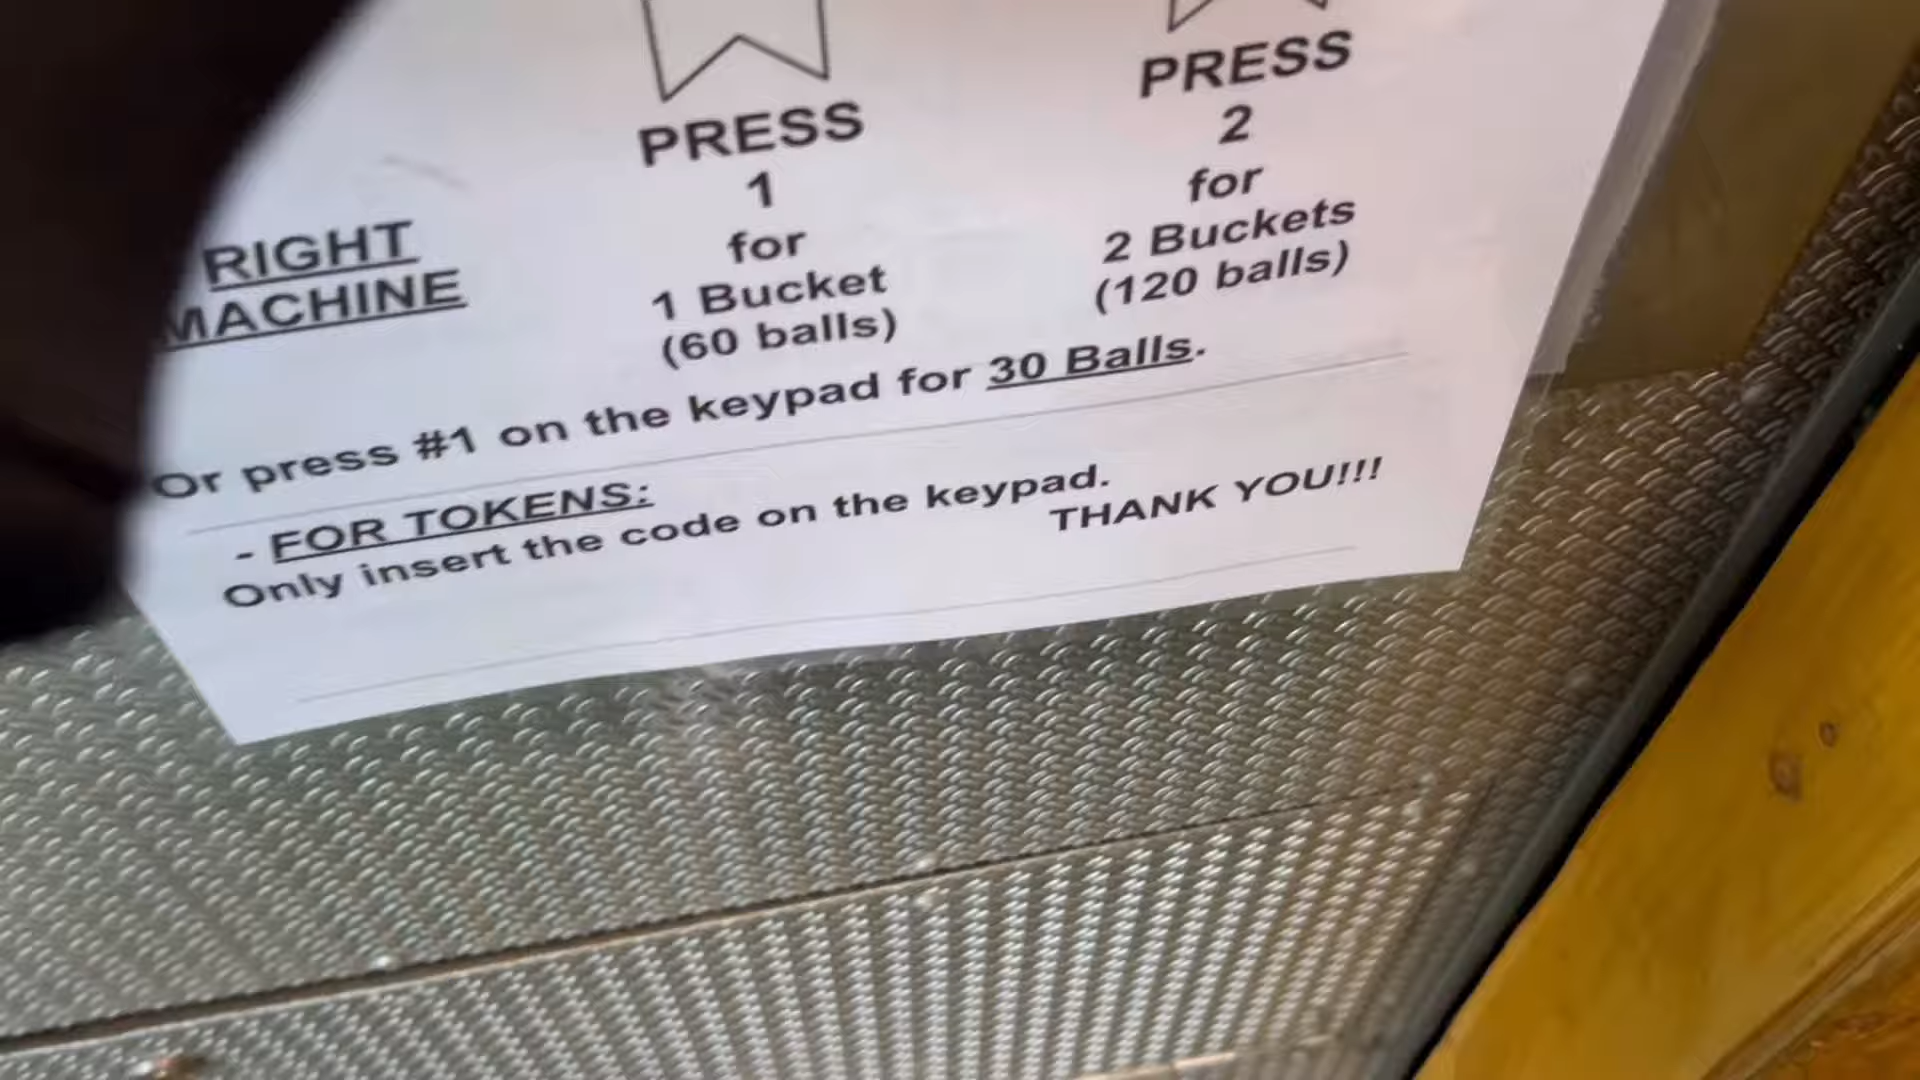 PRESS
1
for
1 Bucket
(60 balls)
PRESS
2
for
2 Buckets
(120 balls)
RIGHT
MACHINE
Or press #1 on the keypad for 30 Balls.
- FOR TOKENS:
Only insert the code on the keypad.
THANK YOU!!!